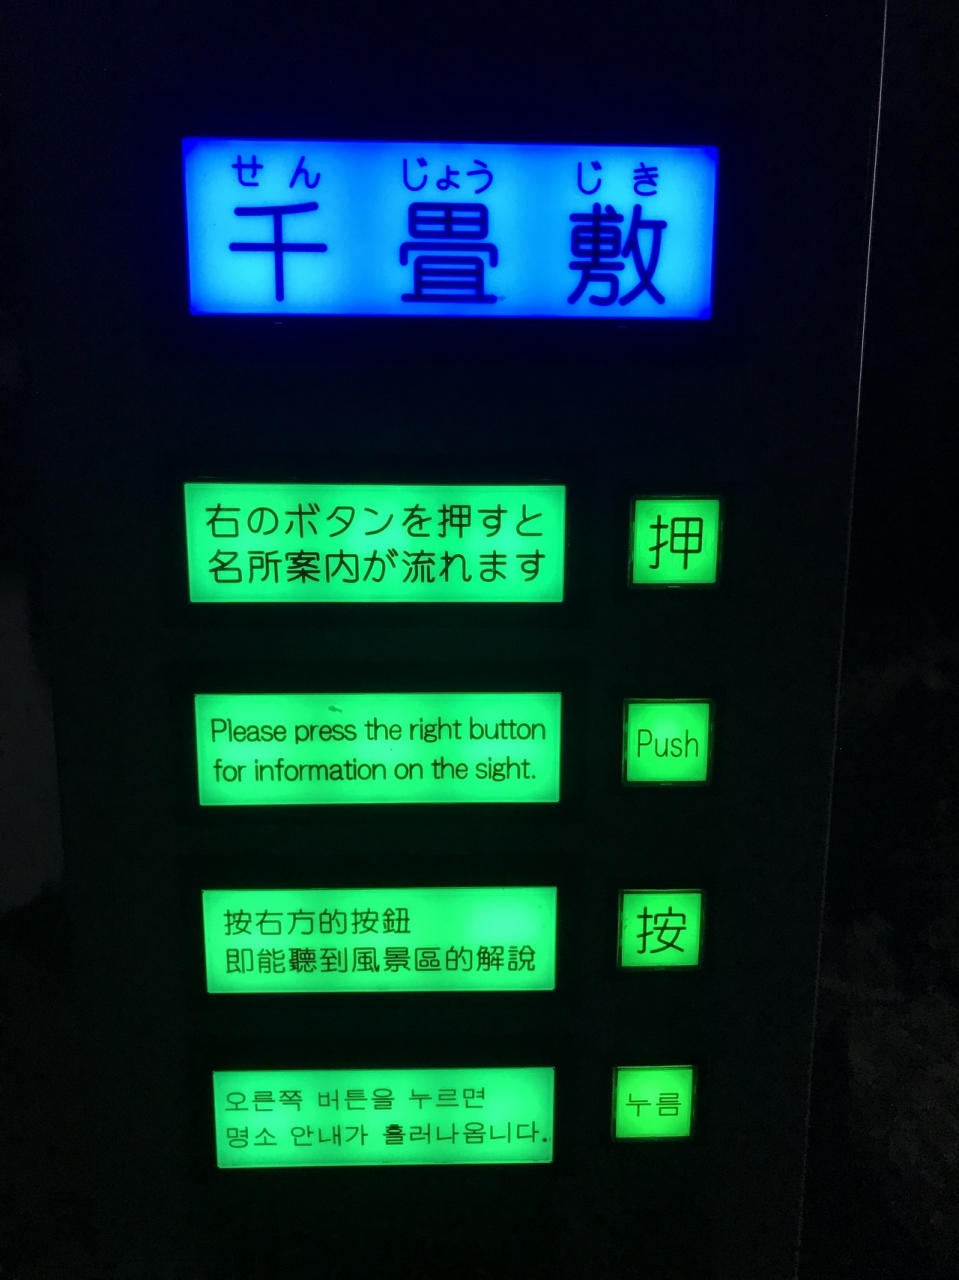 せん じょう じき
千畳敷
右のボタンを押すと
名所案内が流れます
押
Please press the right button
for information on the sight.
Push
按右方的按鈕
即能聽到風景區的解說
按
오른쪽 버튼을 누르면
명소 안내가 흘러나옵니다.
누름